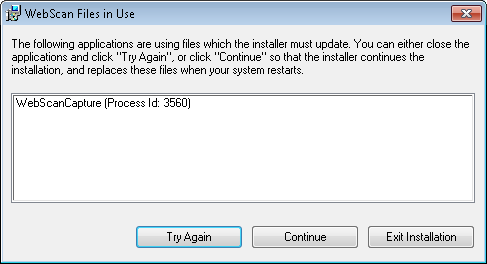 WebScan Files in Use
The following applications are using files which the installer must update. You can either close the
applications and click "Try Again", or click "Continue" so that the installer continues the
installation, and replaces these files when your system restarts.
WebScanCapture (Process Id: 3560)
Try Again Continue Exit Installation